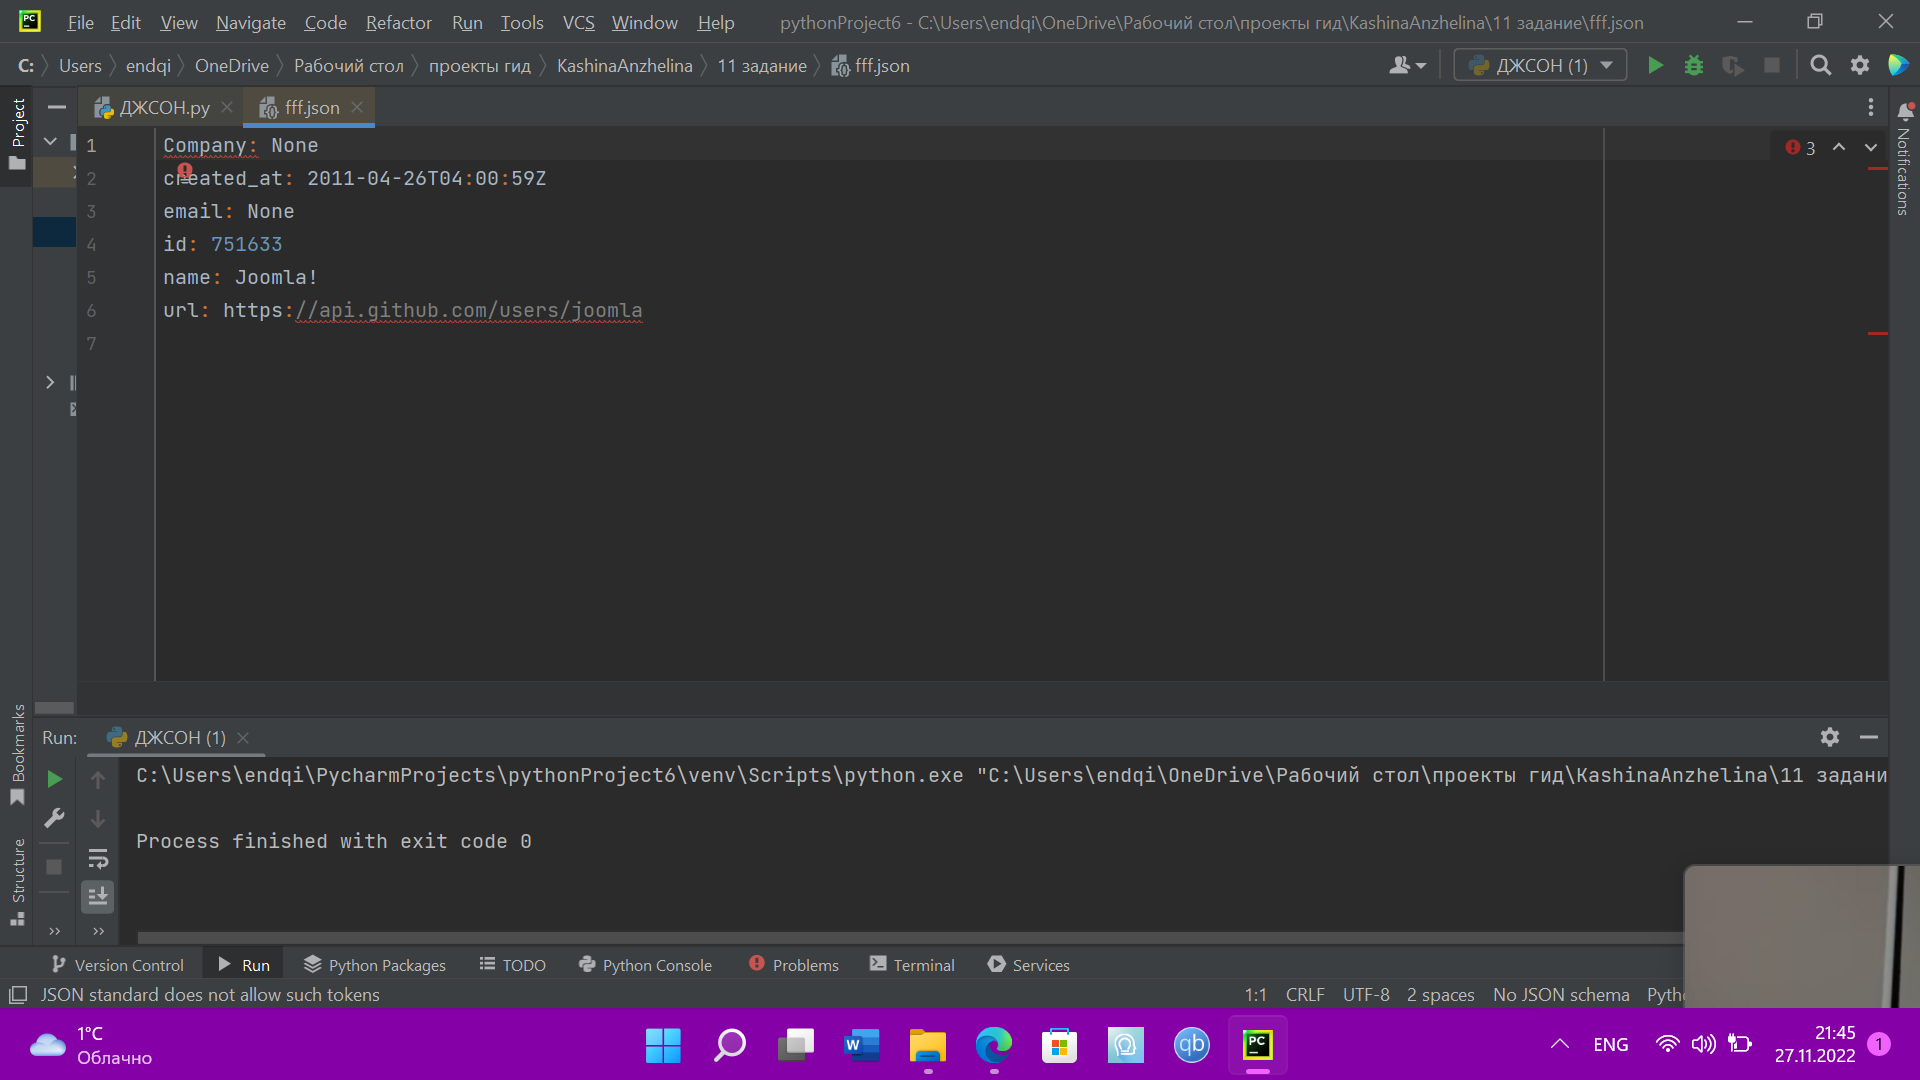 PC File Edit View Navigate Code Refactor Run Tools VCS Window Help pythonProject6 - C:\Users\endqi\OneDrive\Рабочий стол\проекты гид\KashinaAnzhelina\11 задание\fff.json
C: Users endqi OneDrive Рабочий стол проекты гид KashinaAnzhelina 11 задание fff.json ДЖСОН (1)
Project
ДЖСОН.py fff.json
1 Company: None
3
2 created_at: 2011-04-26T04:00:59Z
3 email: None
4 id: 751633
5 name: Joomla!
6 url: https://api.github.com/users/joomla
7
Notifications
Bookmarks
Structure
Run: ДЖСОН (1)
C:\Users\endqi\PycharmProjects\pythonProject6\venv\Scripts\python.exe "C:\Users\endqi\OneDrive\Рабочий стол\проекты гид\KashinaAnzhelina\11 задани
Process finished with exit code 0
Version Control Run Python Packages TODO Python Console Problems Terminal Services
JSON standard does not allow such tokens 1:1 CRLF UTF-8 2 spaces No JSON schema Pyth
1°C
Облачно
W
qb
PC
ENG
21:45
27.11.2022
1